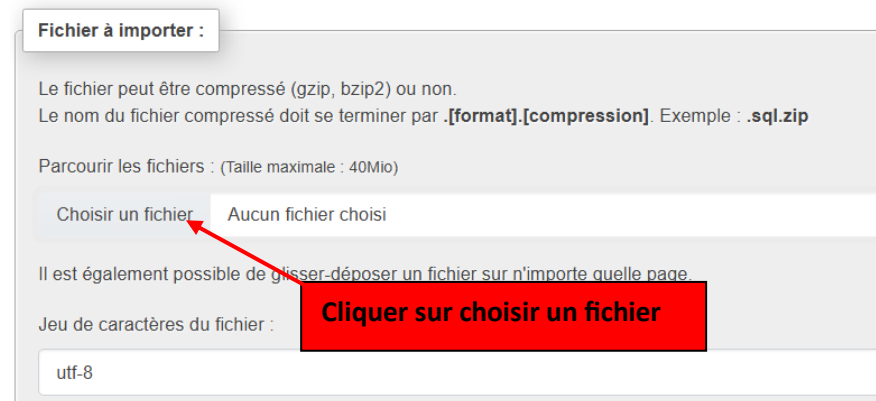 Fichier à importer :
Le fichier peut être compressé (gzip, bzip2) ou non.
Le nom du fichier compressé doit se terminer par .[format].[compression]. Exemple : .sql.zip
Parcourir les fichiers : (Taille maximale : 40Mio)
Choisir un fichier Aucun fichier choisi
Il est également possible de glisser-déposer un fichier sur n'importe quelle page.
Cliquer sur choisir un fichier
Jeu de caractères du fichier :
utf-8